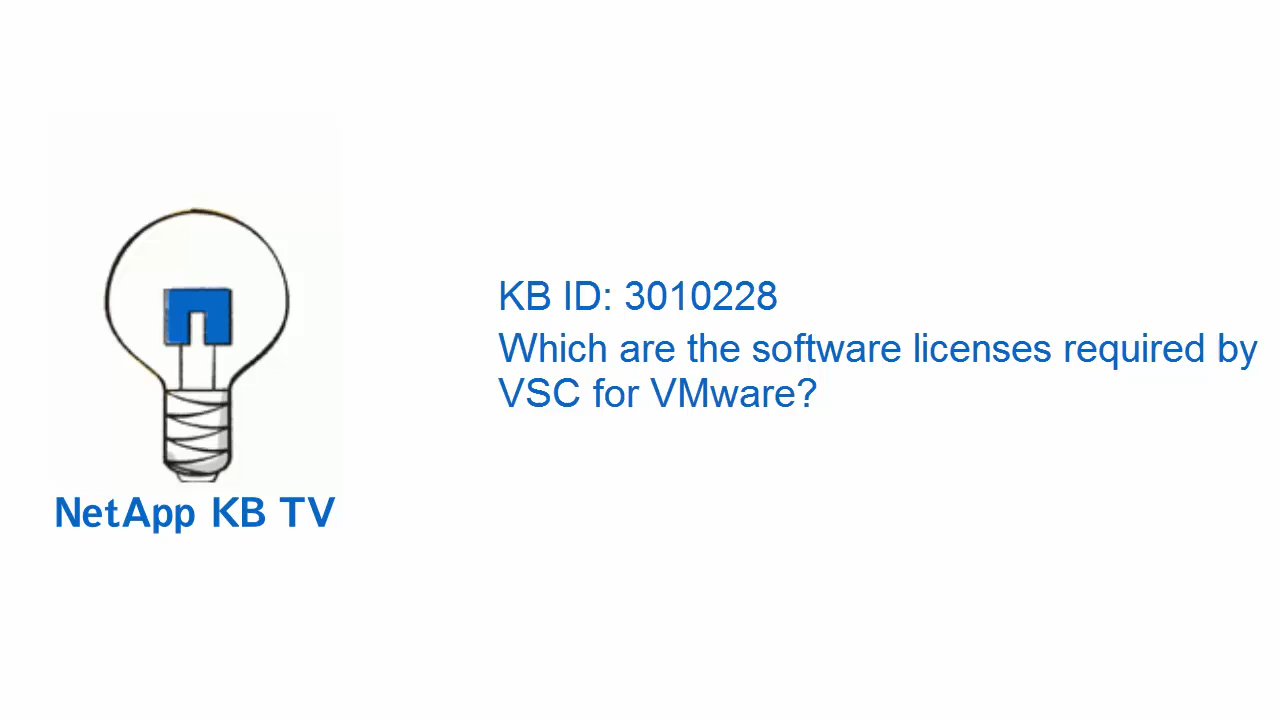 KB ID: 3010228
Which are the software licenses required by
VSC for VMware?
NetApp KB TV